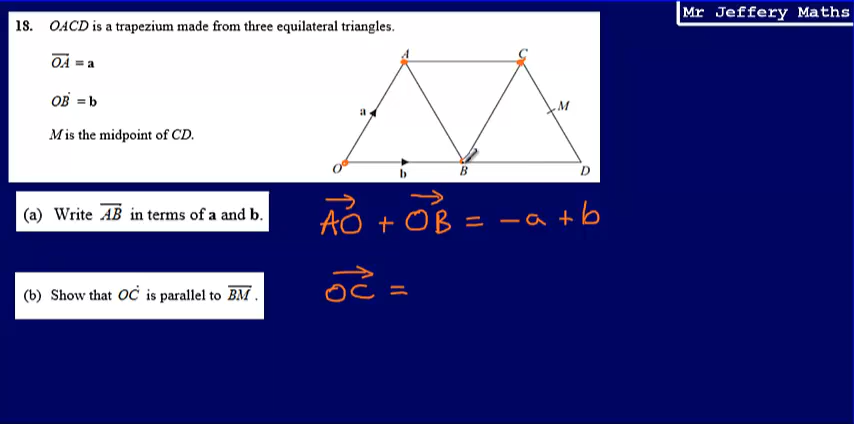 Mr Jeffery Maths
18. OACD is a trapezium made from three equilateral triangles.
OA = a
OB = b
M is the midpoint of CD.
A
C
a
M
O
b
B
D
(a) Write AB in terms of a and b.
AO + OB = -a + b
(b) Show that OC is parallel to BM.
OC =